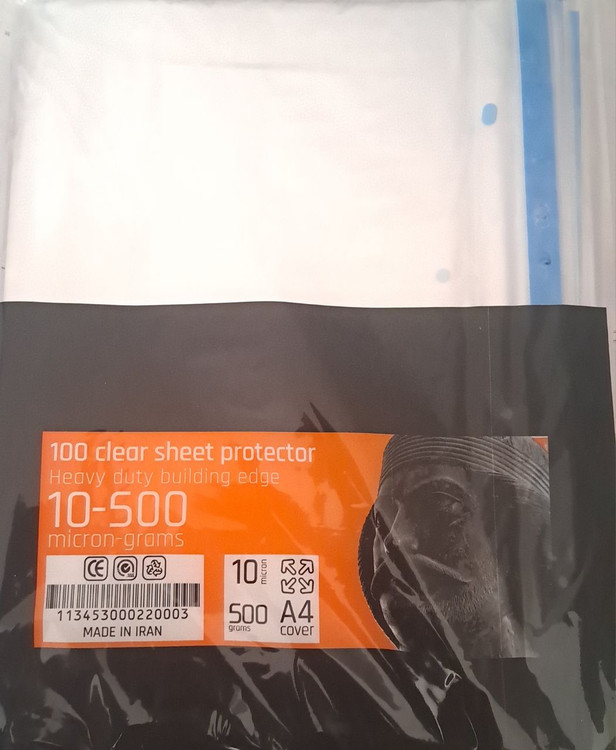 100 clear sheet protector
Heavy duty building edge
10-500
micron-grams
CE
113453000220003
MADE IN IRAN
10 micron
500 grams
A4
cover